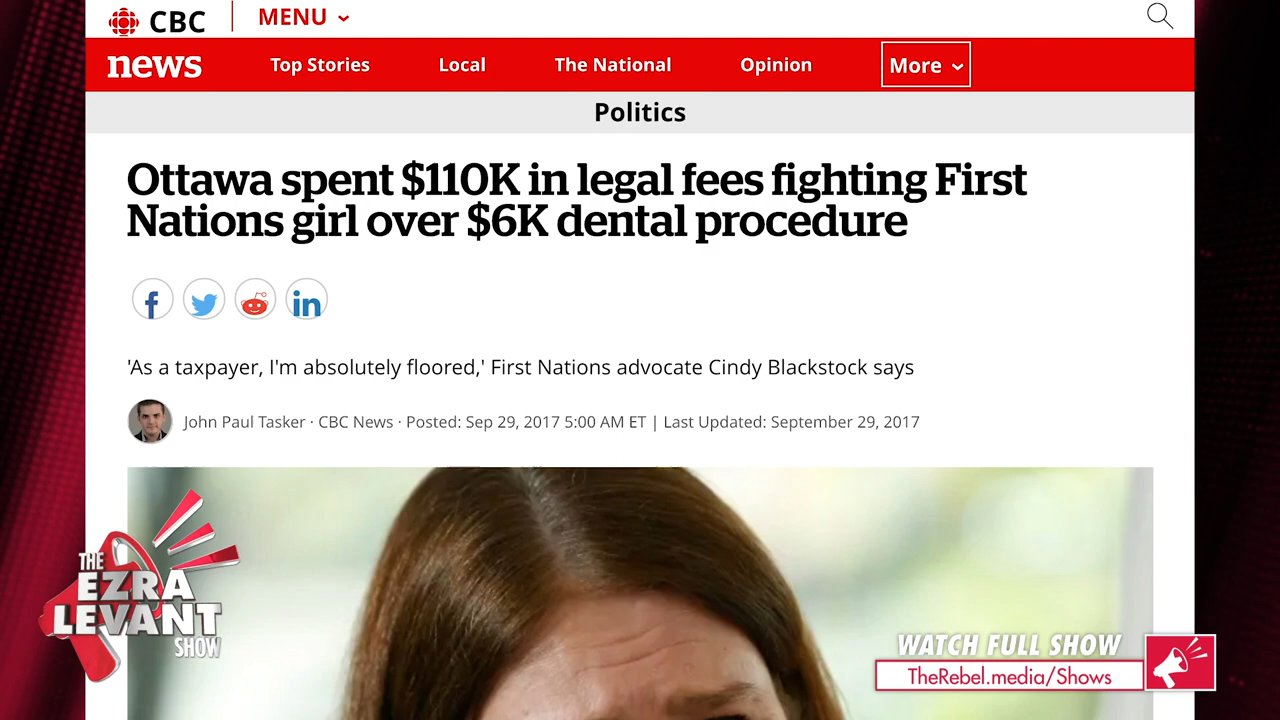 CBC
MENU
news
Top Stories
Local
The National
Opinion
More
Politics
Ottawa spent $110K in legal fees fighting First
Nations girl over $6K dental procedure
'As a taxpayer, I'm absolutely floored,' First Nations advocate Cindy Blackstock says
John Paul Tasker · CBC News · Posted: Sep 29, 2017 5:00 AM ET | Last Updated: September 29, 2017
THE
EZRA
LEVANT
SHOW
WATCH FULL SHOW
TheRebel.media/Shows